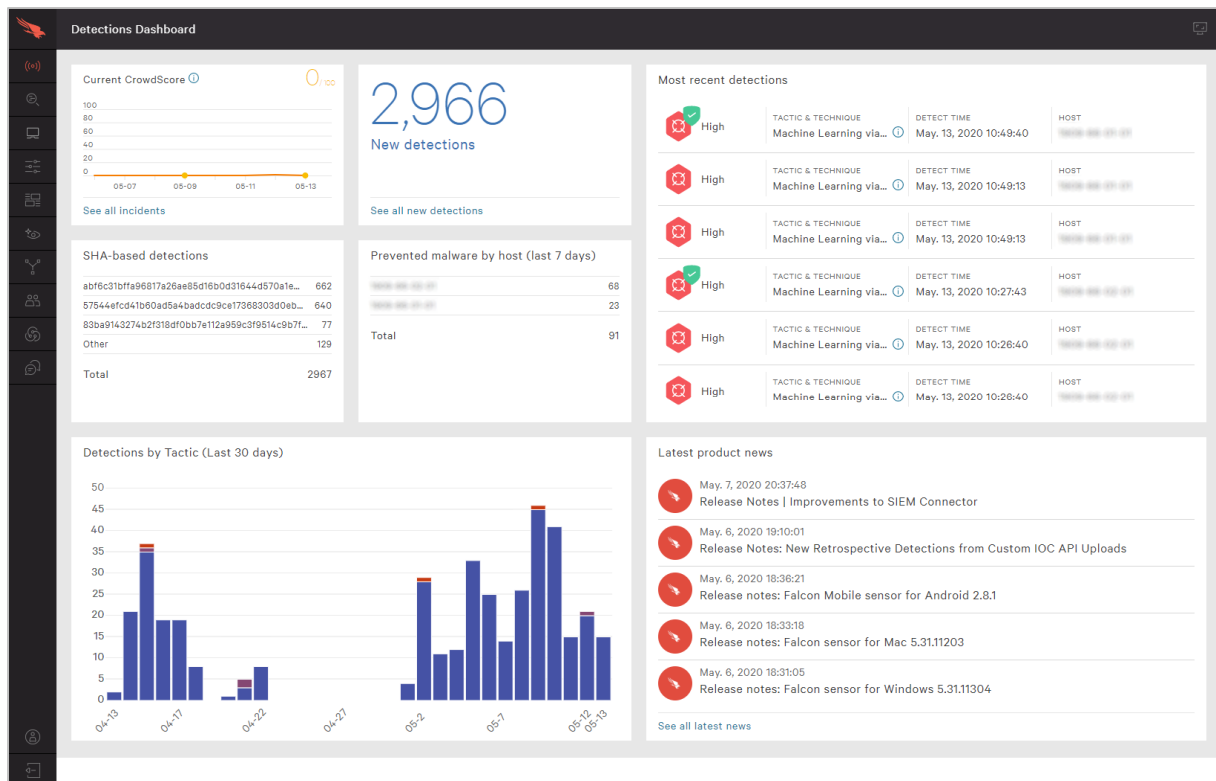 Detections Dashboard
Current CrowdScore
0/100
100
80
60
40
20
0
05-07 05-09 05-11 05-13
See all incidents
2,966
New detections
See all new detections
SHA-based detections
abf6c31bffa96817a26ae85d16b0d31644d570a1e... 662
57544efcd41b60ad5a4badcdc9ce17368303d0eb... 640
83ba9143274b2f318df0bb7e112a959c3f9514c9b7f... 77
Other 129
Total 2967
Prevented malware by host (last 7 days)
68
23
Total 91
Most recent detections
High
TACTIC & TECHNIQUE DETECT TIME HOST
Machine Learning via... May. 13, 2020 10:49:40
High
TACTIC & TECHNIQUE DETECT TIME HOST
Machine Learning via... May. 13, 2020 10:49:13
High
TACTIC & TECHNIQUE DETECT TIME HOST
Machine Learning via... May. 13, 2020 10:49:13
High
TACTIC & TECHNIQUE DETECT TIME HOST
Machine Learning via... May. 13, 2020 10:27:43
High
TACTIC & TECHNIQUE DETECT TIME HOST
Machine Learning via... May. 13, 2020 10:26:40
High
TACTIC & TECHNIQUE DETECT TIME HOST
Machine Learning via... May. 13, 2020 10:26:40
Detections by Tactic (Last 30 days)
50
45
40
35
30
25
20
15
10
5
0
04-13 04-17 04-22 04-27 05-2 05-7 05-12 05-13
Latest product news
May. 7, 2020 20:37:48
Release Notes | Improvements to SIEM Connector
May. 6, 2020 19:10:01
Release Notes: New Retrospective Detections from Custom IOC API Uploads
May. 6, 2020 18:36:21
Release notes: Falcon Mobile sensor for Android 2.8.1
May. 6, 2020 18:33:18
Release notes: Falcon sensor for Mac 5.31.11203
May. 6, 2020 18:31:05
Release notes: Falcon sensor for Windows 5.31.11304
See all latest news